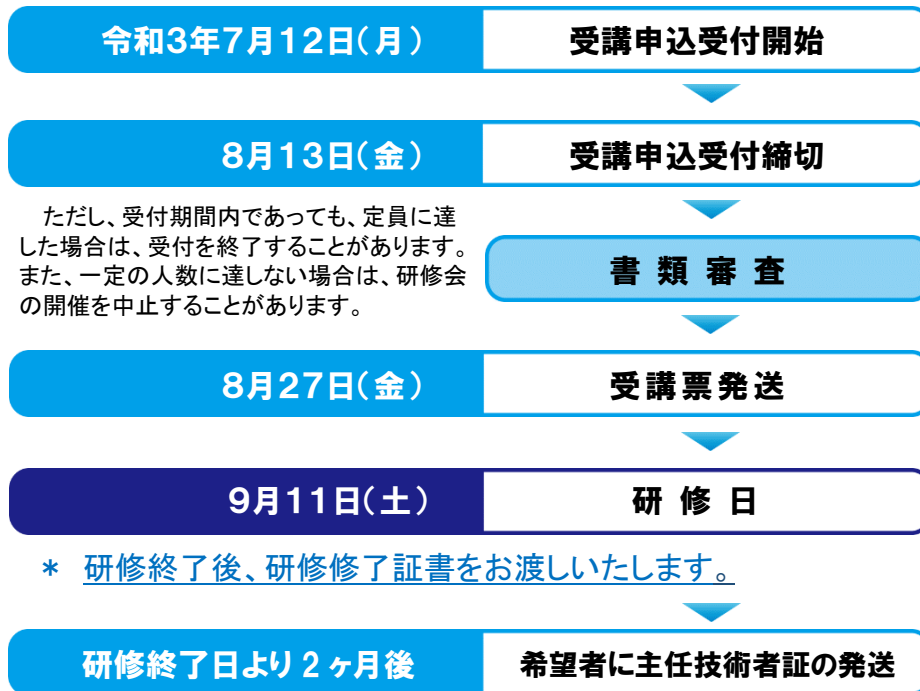 令和3年7月12日(月) 受講申込受付開始
8月13日(金) 受講申込受付締切
ただし、受付期間内であっても、定員に達
した場合は、受付を終了することがあります。
また、一定の人数に達しない場合は、研修会
の開催を中止することがあります。
書類審査
8月27日(金) 受講票発送
9月11日(土) 研修日
* 研修終了後、研修修了証書をお渡しいたします。
研修終了日より2ヶ月後 希望者に主任技術者証の発送